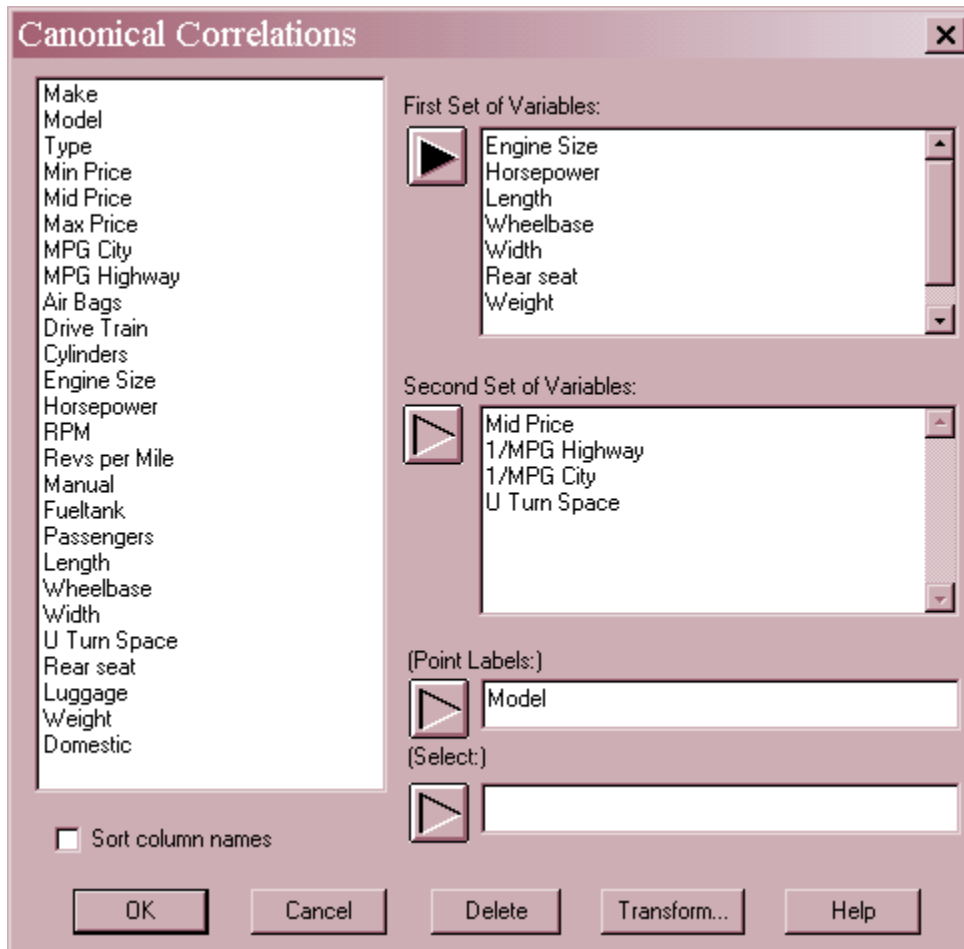 Canonical Correlations
Make
Model
Type
Min Price
Mid Price
Max Price
MPG City
MPG Highway
Air Bags
Drive Train
Cylinders
Engine Size
Horsepower
RPM
Revs per Mile
Manual
Fueltank
Passengers
Length
Wheelbase
Width
U Turn Space
Rear seat
Luggage
Weight
Domestic
Sort column names
First Set of Variables:
Engine Size
Horsepower
Length
Wheelbase
Width
Rear seat
Weight
Second Set of Variables:
Mid Price
1/MPG Highway
1/MPG City
U Turn Space
(Point Labels:)
Model
(Select:)
OK
Cancel
Delete
Transform...
Help